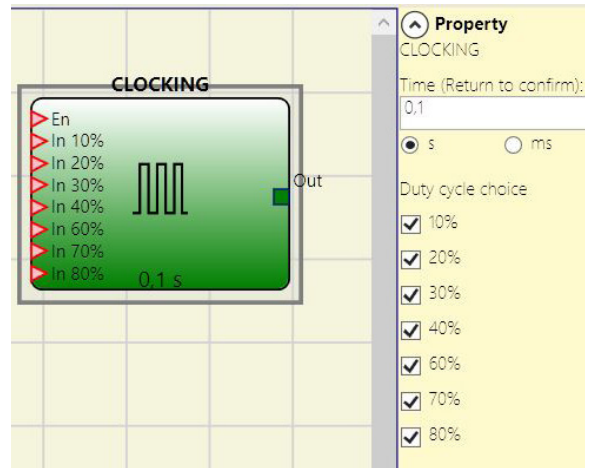 CLOCKING
En
In 10%
In 20%
In 30%
In 40%
In 60%
In 70%
In 80%
Out
0,1 s
Property
CLOCKING
Time (Return to confirm):
0,1
s ms
Duty cycle choice
10%
20%
30%
40%
60%
70%
80%